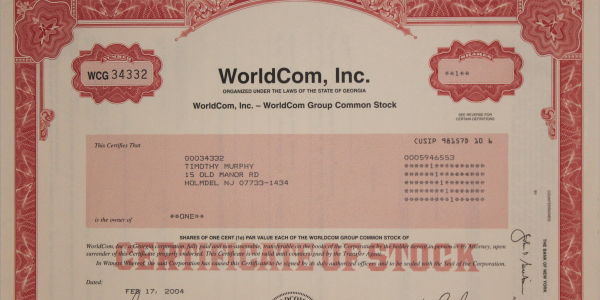 NUMBER
WCG 34332
WorldCom, Inc.
ORGANIZED UNDER THE LAWS OF THE STATE OF GEORGIA
WorldCom, Inc. – WorldCom Group Common Stock
SHARES
**1**
SEE REVERSE FOR
CERTAIN DEFINITIONS
CUSIP 98157D 10 6
This Certifies That
00034332
TIMOTHY MURPHY
15 OLD MANOR RD
HOLMDEL NJ 07733-1434
0005946553
is the owner of
**ONE**
SHARES OF ONE CENT (1¢) PAR VALUE EACH OF THE WORLDCOM GROUP COMMON STOCK OF
WorldCom, Inc., a Georgia corporation, fully paid and non-assessable, transferable on the books of the Corporation by the holder hereof in person or by Attorney, upon
surrender of this Certificate properly endorsed. This Certificate is not valid until countersigned by the Transfer Agent.
In Witness Whereof, the said Corporation has caused this Certificate to be signed by its duly authorized officers and to be sealed with the Seal of the Corporation.
Dated:
FEB 17, 2004
COUNTERSIGNED:
THE BANK OF NEW YORK